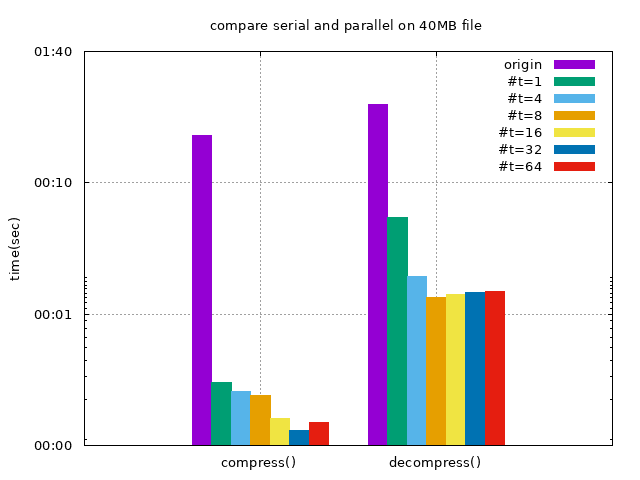 compare serial and parallel on 40MB file
01:40
00:10
00:01
00:00
time(sec)
origin
#t=1
#t=4
#t=8
#t=16
#t=32
#t=64
compress()
decompress()